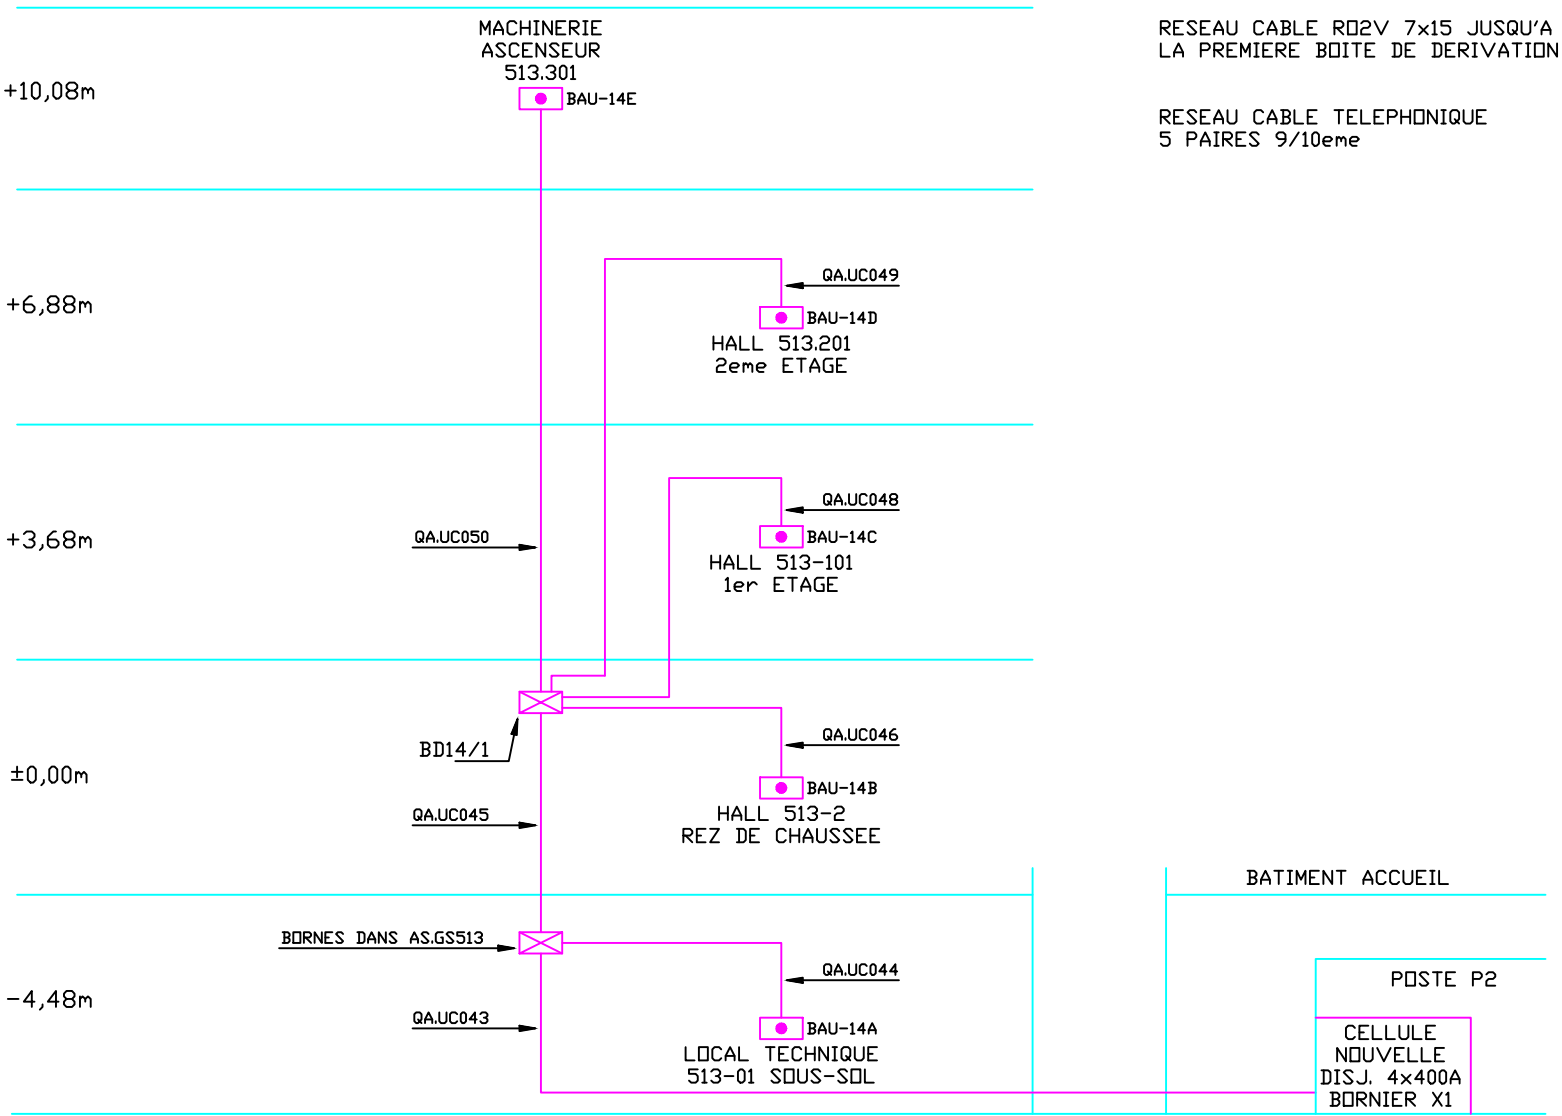 MACHINERIE
ASCENSEUR
513.301
BAU-14E
+10,08m
RESEAU CABLE RO2V 7x15 JUSQU'A
LA PREMIERE BOITE DE DERIVATION
RESEAU CABLE TELEPHONIQUE
5 PAIRES 9/10eme
QA.UC049
+6,88m
BAU-14D
HALL 513.201
2eme ETAGE
QA.UC048
+3,68m
QA.UC050
BAU-14C
HALL 513-101
1er ETAGE
BD14/1
QA.UC046
±0,00m
BAU-14B
HALL 513-2
REZ DE CHAUSSEE
QA.UC045
BATIMENT ACCUEIL
BORNES DANS AS.GS513
QA.UC044
-4,48m
QA.UC043
BAU-14A
LOCAL TECHNIQUE
513-01 SOUS-SOL
POSTE P2
CELLULE
NOUVELLE
DISJ. 4x400A
BORNIER X1